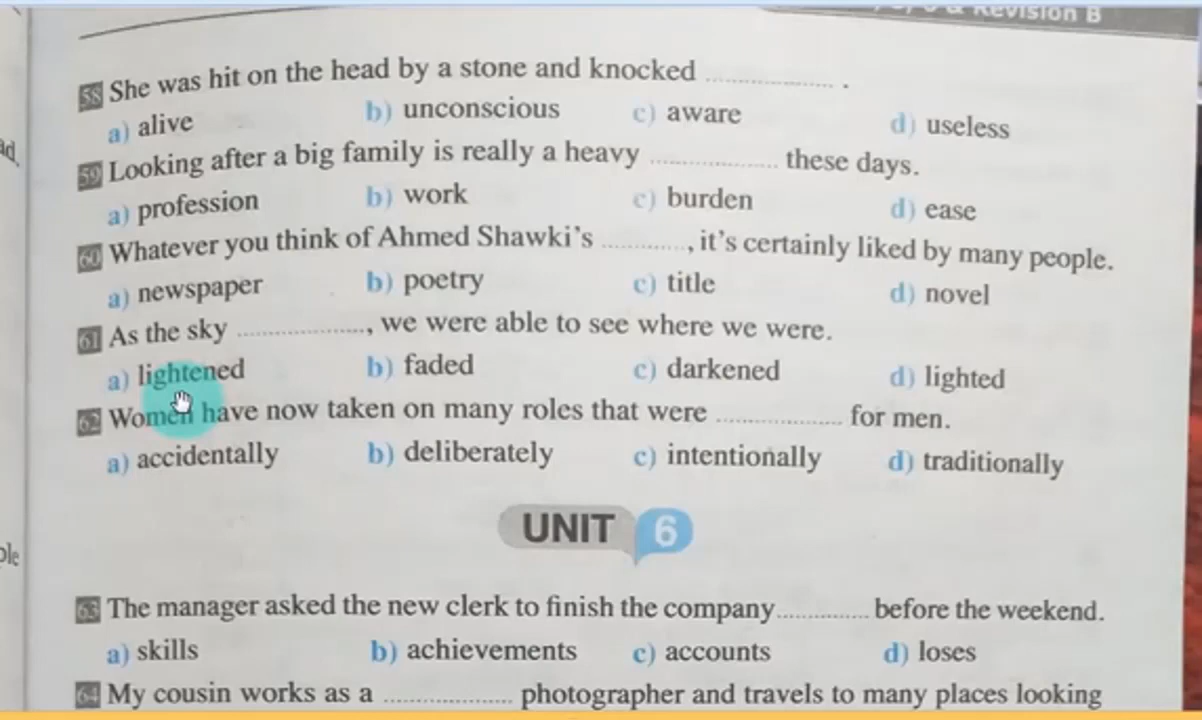 Revision B
58 She was hit on the head by a stone and knocked .................... .
a) alive b) unconscious c) aware d) useless
59 Looking after a big family is really a heavy .................... these days.
a) profession b) work c) burden d) ease
60 Whatever you think of Ahmed Shawki's ............, it's certainly liked by many people.
a) newspaper b) poetry c) title d) novel
61 As the sky ...................., we were able to see where we were.
a) lightened b) faded c) darkened d) lighted
62 Women have now taken on many roles that were .................... for men.
a) accidentally b) deliberately c) intentionally d) traditionally
UNIT 6
63 The manager asked the new clerk to finish the company.............. before the weekend.
a) skills b) achievements c) accounts d) loses
64 My cousin works as a .................... photographer and travels to many places looking